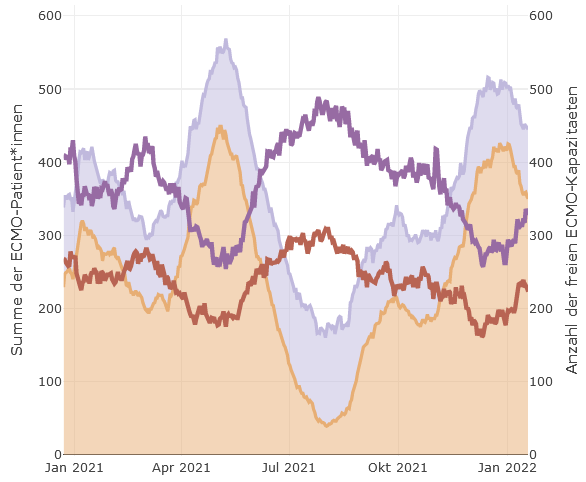 600
500
400
300
200
100
0
Summe der ECMO-Patient*innen
600
500
400
300
200
100
0
Anzahl der freien ECMO-Kapazitaeten
Jan 2021
Apr 2021
Jul 2021
Okt 2021
Jan 2022